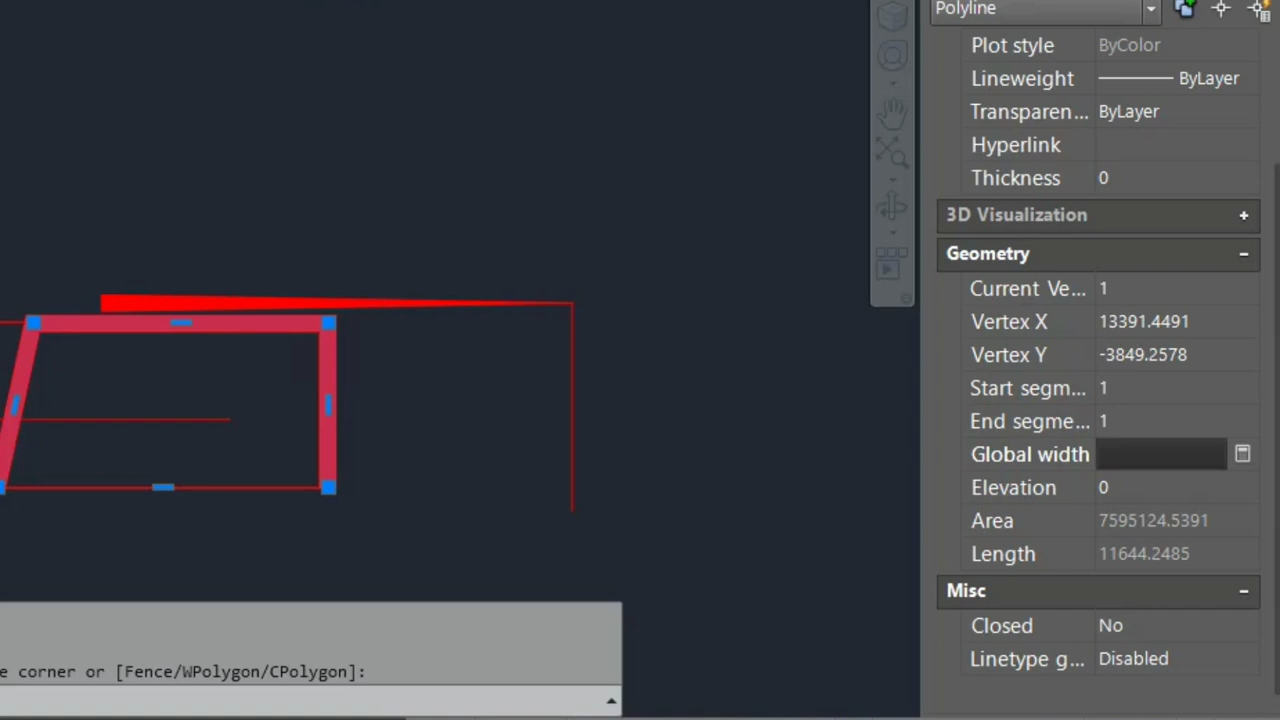 Polyline
Plot style ByColor
Lineweight ByLayer
Transparen... ByLayer
Hyperlink
Thickness 0
3D Visualization +
Geometry −
Current Ve... 1
Vertex X 13391.4491
Vertex Y -3849.2578
Start segm... 1
End segme... 1
Global width
Elevation 0
Area 7595124.5391
Length 11644.2485
Misc −
Closed No
Linetype g... Disabled
e corner or [Fence/WPolygon/CPolygon]: